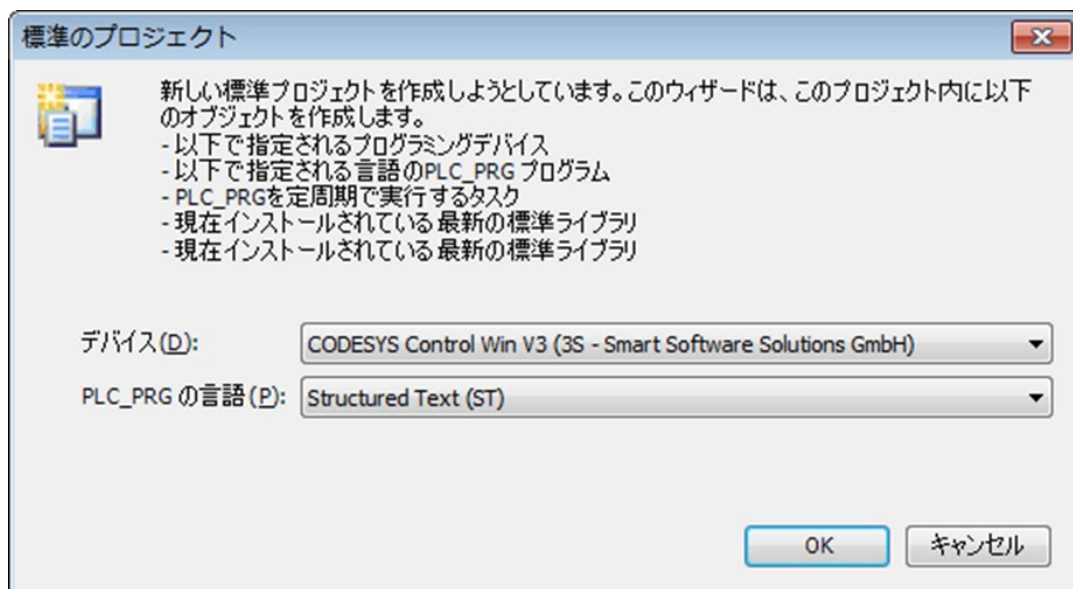 標準のプロジェクト
新しい標準プロジェクトを作成しようとしています。このウィザードは、このプロジェクト内に以下
のオブジェクトを作成します。
- 以下で指定されるプログラミングデバイス
- 以下で指定される言語のPLC_PRG プログラム
- PLC_PRGを定周期で実行するタスク
- 現在インストールされている最新の標準ライブラリ
- 現在インストールされている最新の標準ライブラリ
デバイス(D): CODESYS Control Win V3 (3S - Smart Software Solutions GmbH)
PLC_PRG の言語(P): Structured Text (ST)
OK キャンセル